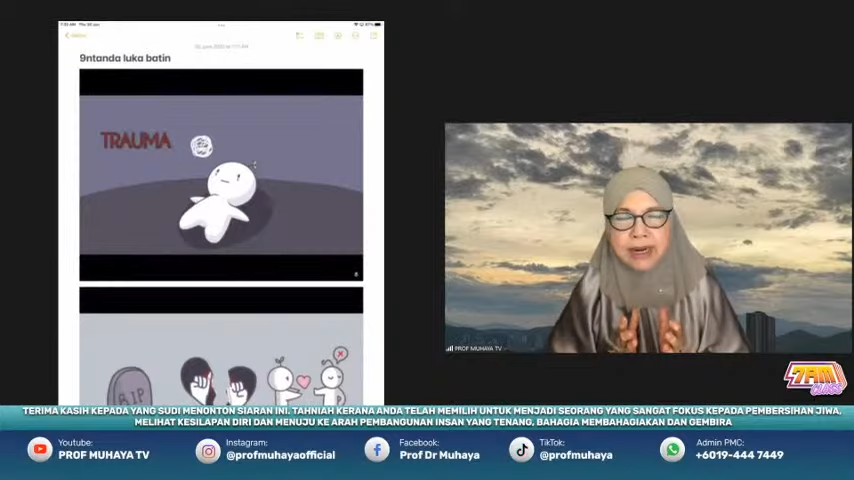 9ntanda luka batin
TRAUMA
RIP
PROF MUHAYA TV
7AM
CLASS
TERIMA KASIH KEPADA YANG SUDI MENONTON SIARAN INI. TAHNIAH KERANA ANDA TELAH MEMILIH UNTUK MENJADI SEORANG YANG SANGAT FOKUS KEPADA PEMBERSIHAN JIWA,
MELIHAT KESILAPAN DIRI DAN MENUJU KE ARAH PEMBANGUNAN INSAN YANG TENANG, BAHAGIA MEMBAHAGIAKAN DAN GEMBIRA
Youtube:
PROF MUHAYA TV
Instagram:
@profmuhayaofficial
Facebook:
Prof Dr Muhaya
TikTok:
@profmuhaya
Admin PMC:
+6019-444 7449